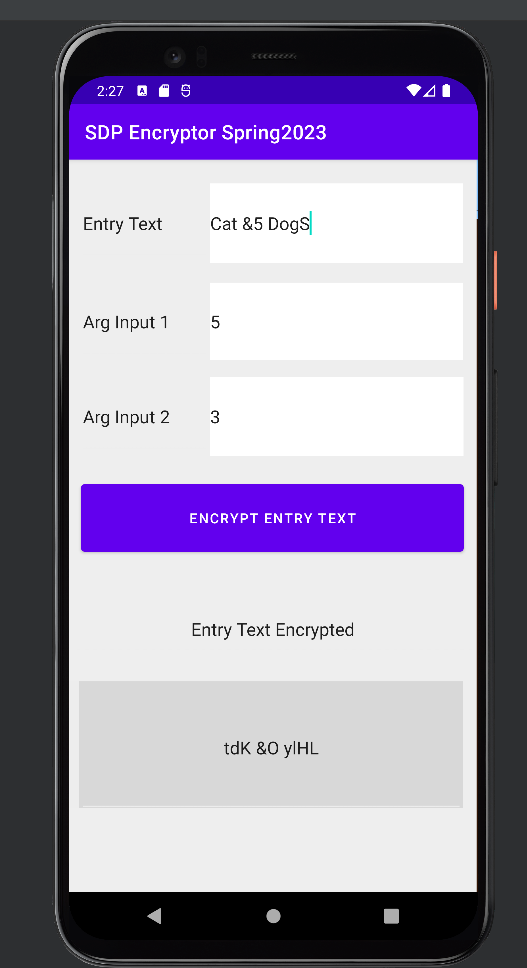 2:27
SDP Encryptor Spring2023
Entry Text Cat &5 DogS
Arg Input 1 5
Arg Input 2 3
ENCRYPT ENTRY TEXT
Entry Text Encrypted
tdK &O ylHL